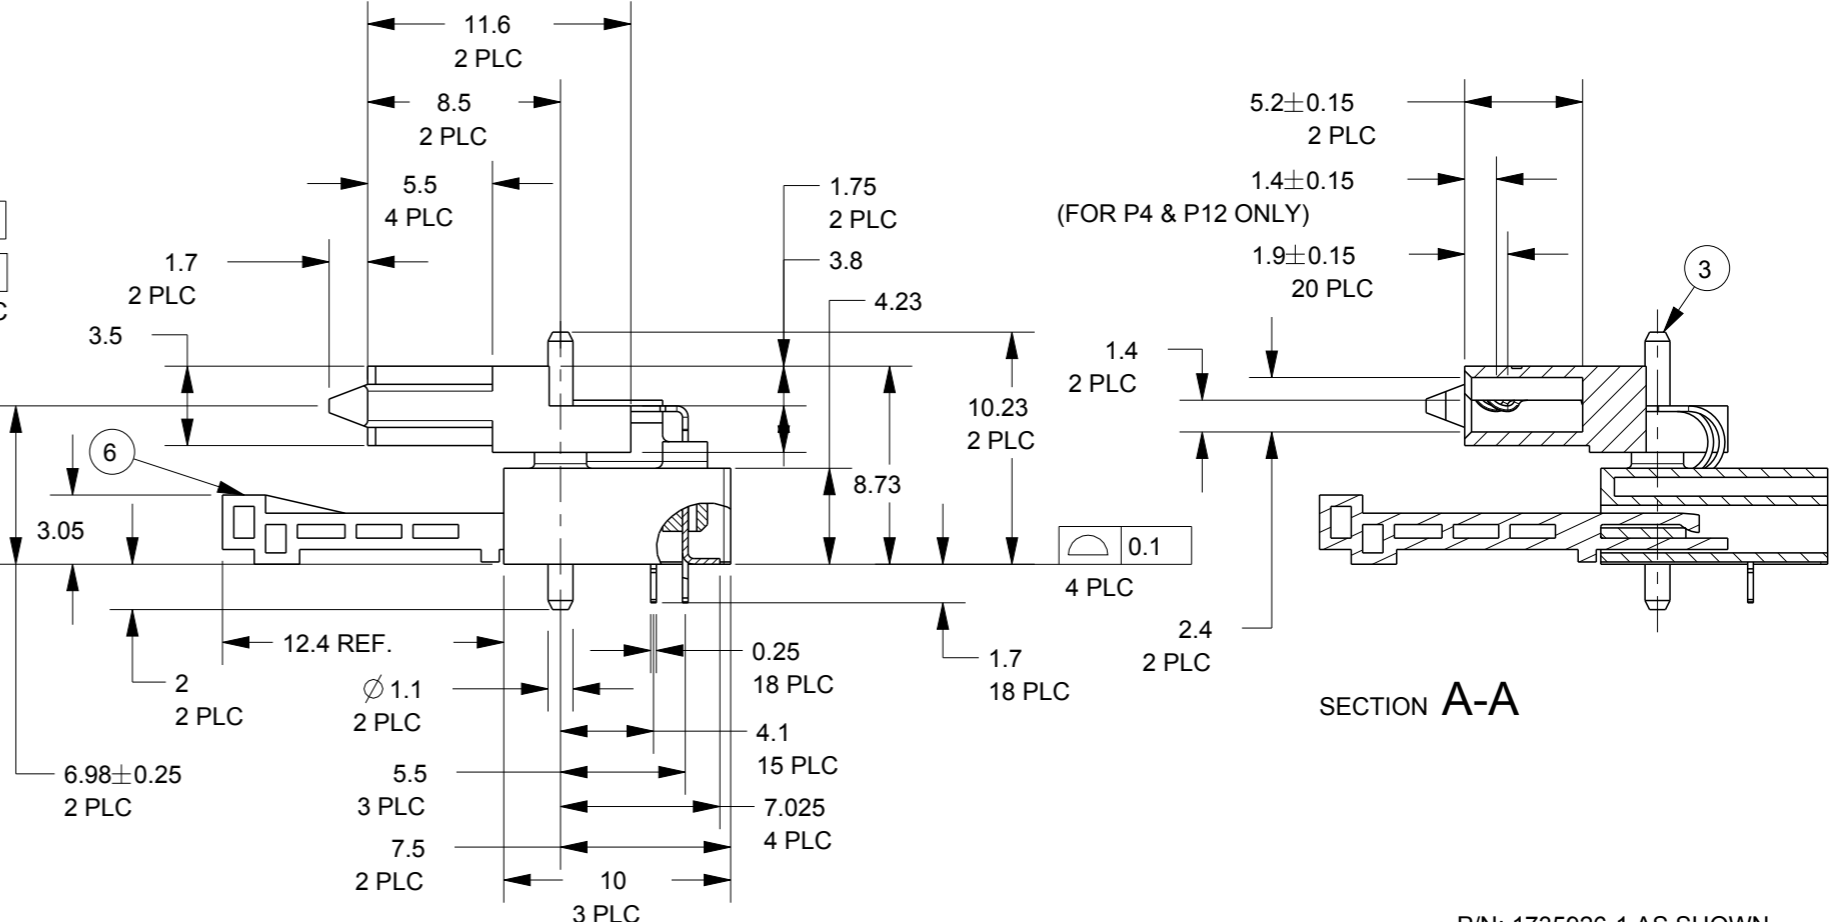 11.6
2 PLC
8.5
2 PLC
5.5
4 PLC
1.7
2 PLC
3.5
1.75
2 PLC
3.8
4.23
10.23
2 PLC
8.73
6
3.05
12.4 REF.
2
2 PLC
Ø 1.1
2 PLC
0.25
18 PLC
1.7
18 PLC
4.1
15 PLC
5.5
3 PLC
7.025
4 PLC
7.5
2 PLC
10
3 PLC
6.98±0.25
2 PLC
0.1
4 PLC
5.2±0.15
2 PLC
1.4±0.15
(FOR P4 & P12 ONLY)
1.9±0.15
20 PLC
3
1.4
2 PLC
2.4
2 PLC
SECTION A-A
P/N: 1735926-1 AS SHOWN